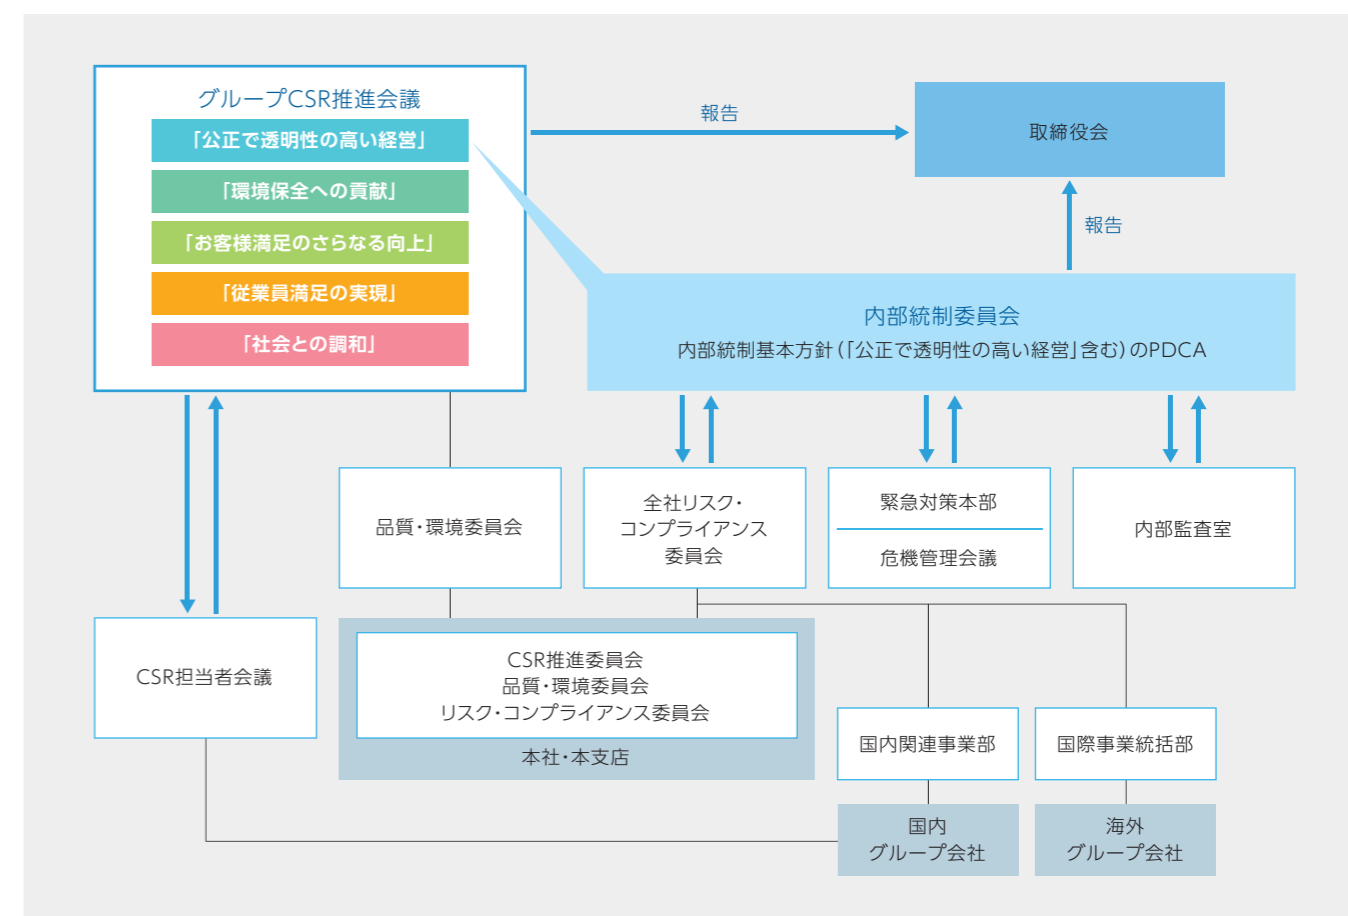 グループCSR推進会議
「公正で透明性の高い経営」
「環境保全への貢献」
「お客様満足のさらなる向上」
「従業員満足の実現」
「社会との調和」
報告
取締役会
報告
内部統制委員会
内部統制基本方針（「公正で透明性の高い経営」含む）のPDCA
品質・環境委員会
全社リスク・
コンプライアンス
委員会
緊急対策本部
危機管理会議
内部監査室
CSR担当者会議
CSR推進委員会
品質・環境委員会
リスク・コンプライアンス委員会
本社・本支店
国内関連事業部
国際事業統括部
国内
グループ会社
海外
グループ会社